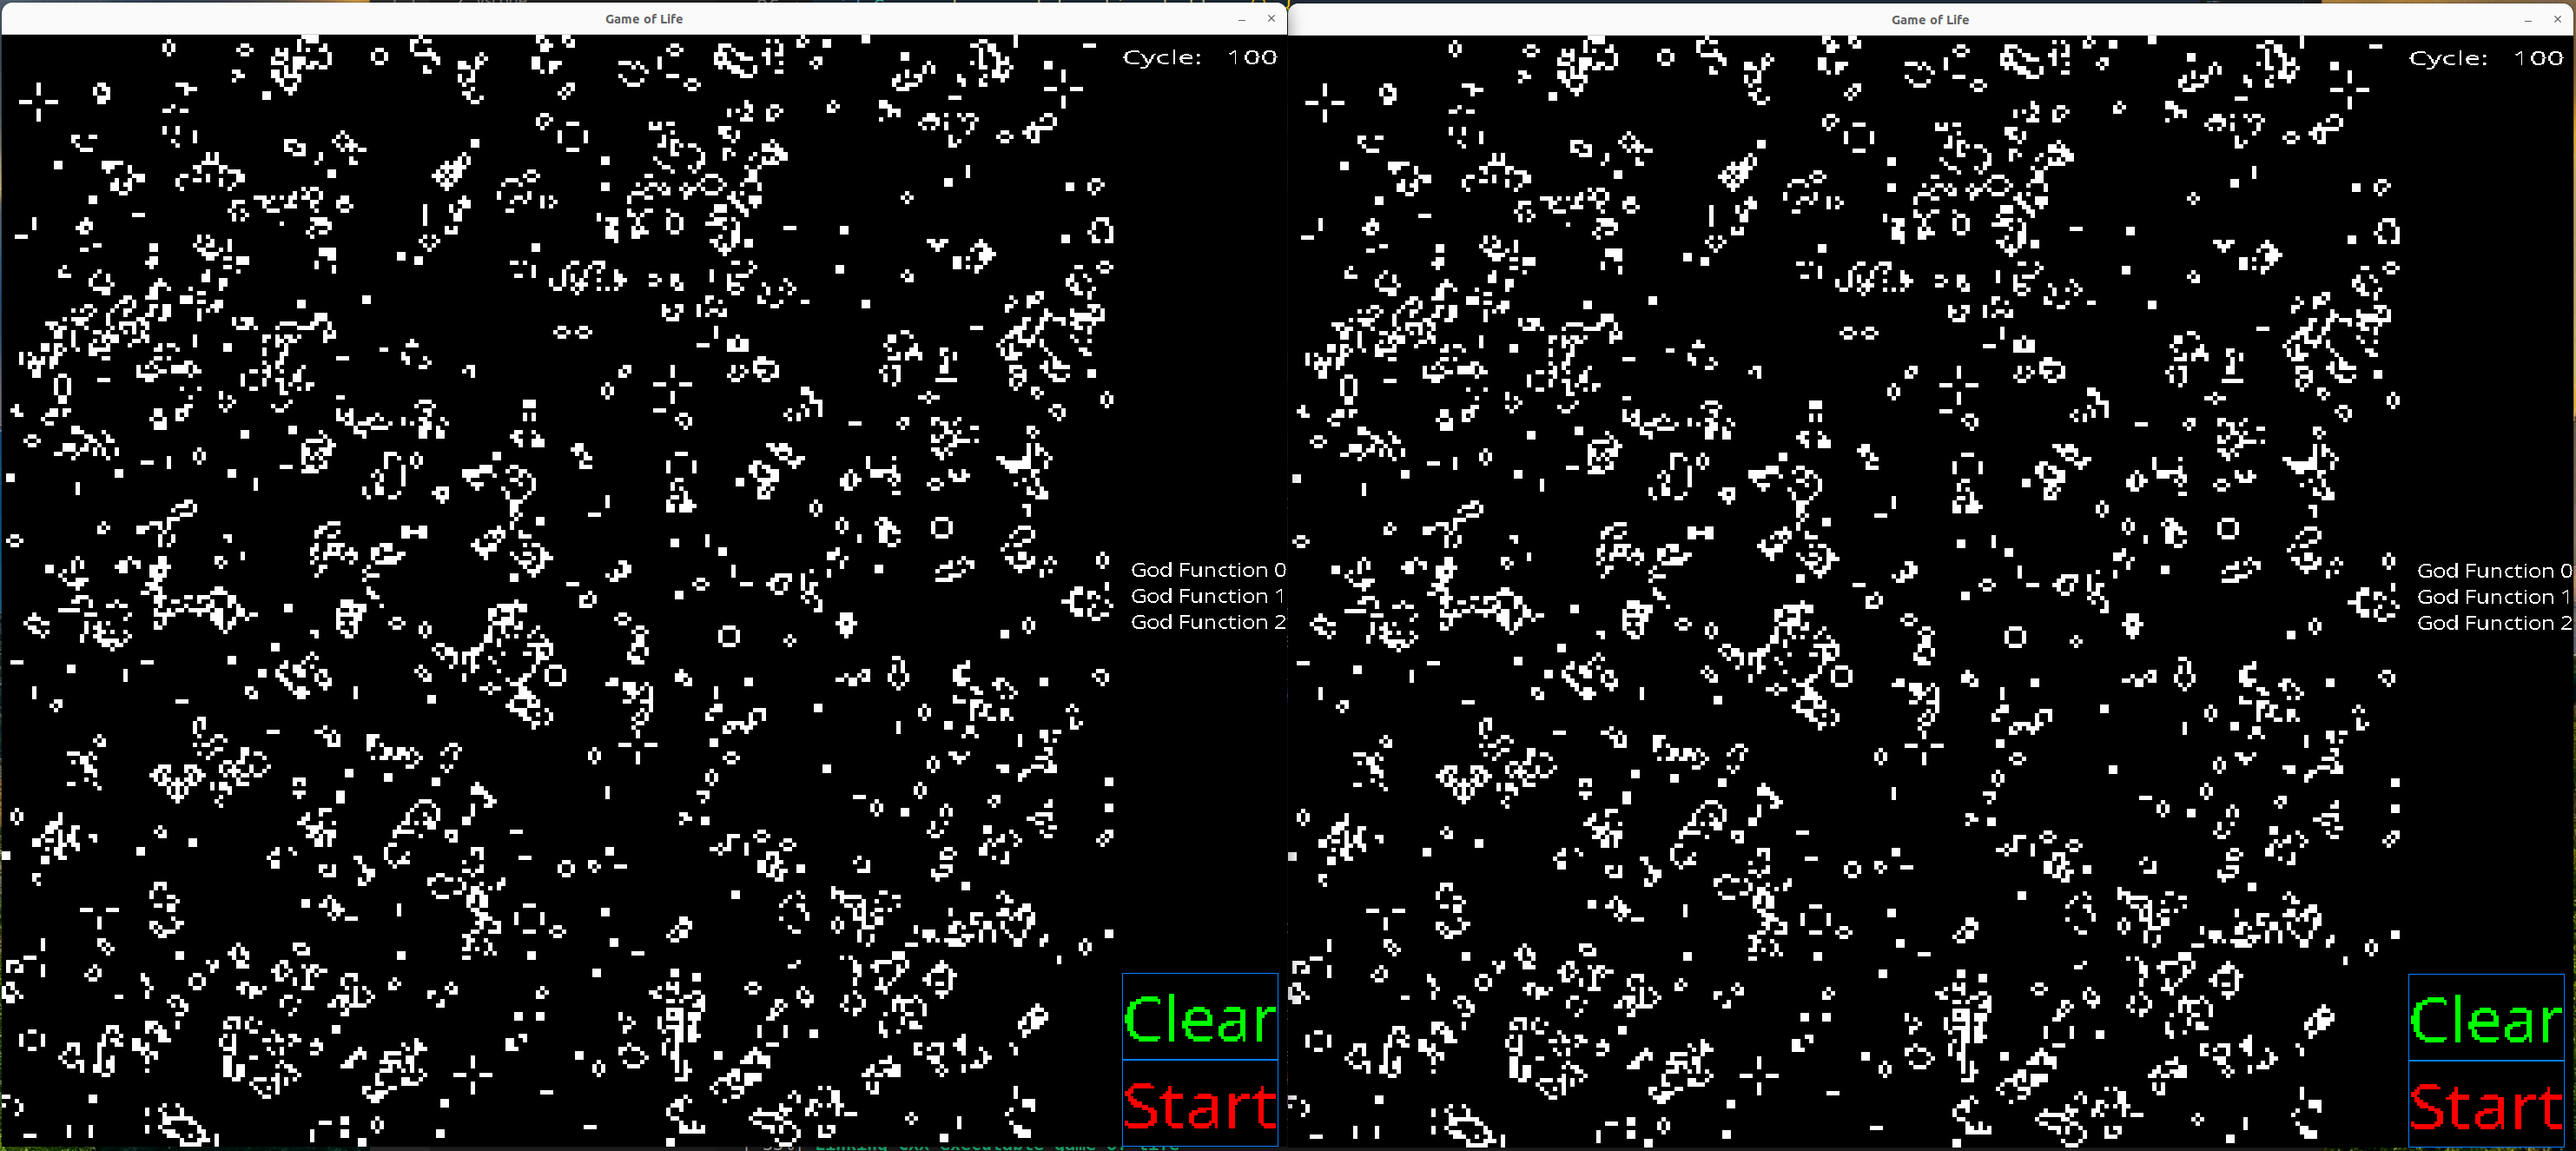 Game of Life
Cycle: 100
God Function 0
God Function 1
God Function 2
Clear
Start
Game of Life
Cycle: 100
God Function 0
God Function 1
God Function 2
Clear
Start